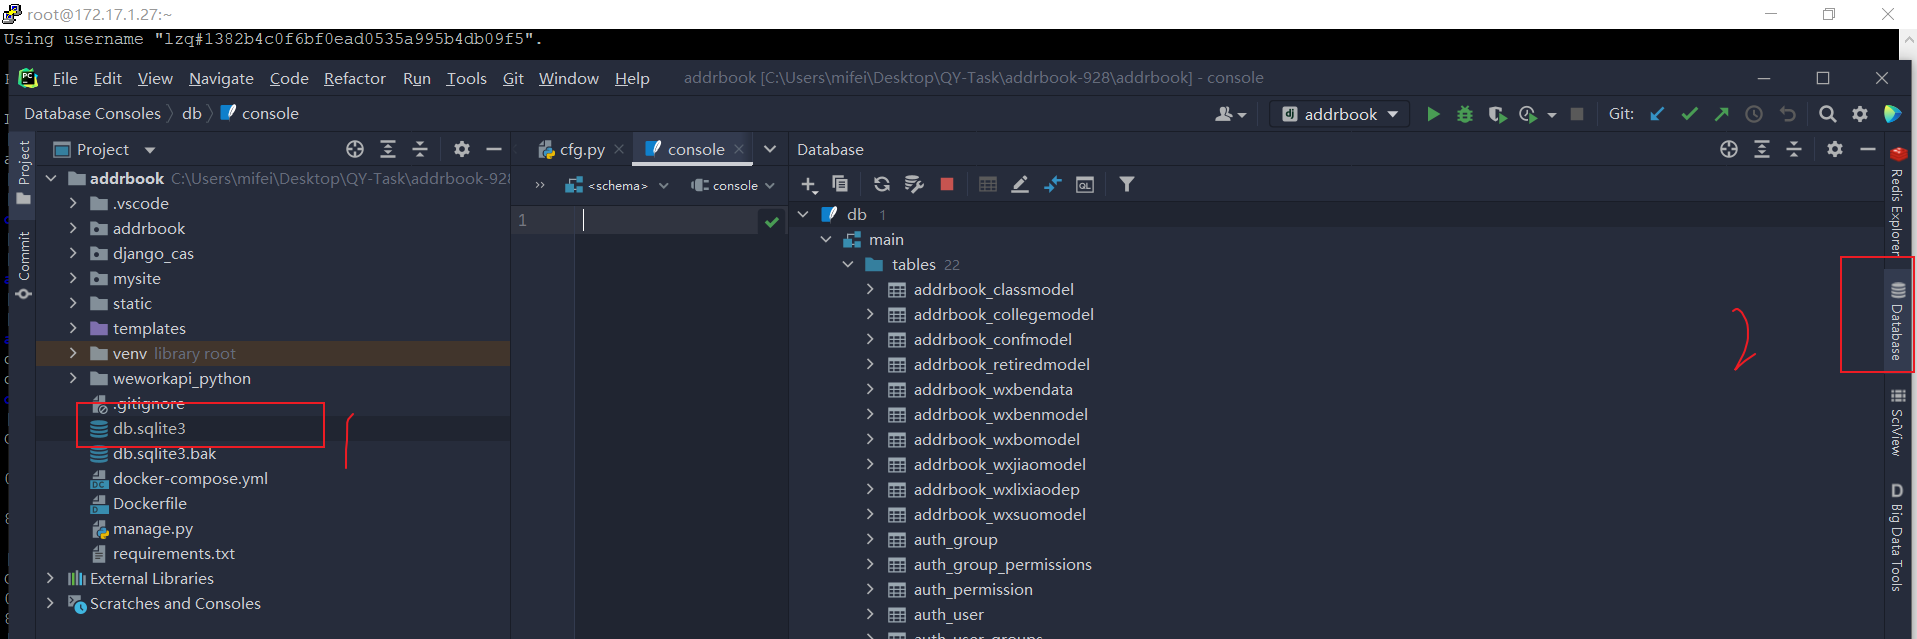 root@172.17.1.27:~
Using username "lzq#1382b4c0f6bf0ead0535a995b4db09f5".
File Edit View Navigate Code Refactor Run Tools Git Window Help addrbook [C:\Users\mifei\Desktop\QY-Task\addrbook-928\addrbook] - console
Database Consoles db console
addrbook Git:
Project
cfg.py console
Database
addrbook C:\Users\mifei\Desktop\QY-Task\addrbook-928
.vscode
addrbook
django_cas
mysite
static
templates
venv library root
weworkapi_python
.gitignore
db.sqlite3
db.sqlite3.bak
docker-compose.yml
Dockerfile
manage.py
requirements.txt
External Libraries
Scratches and Consoles
<schema> console
1
db 1
main
tables 22
addrbook_classmodel
addrbook_collegemodel
addrbook_confmodel
addrbook_retiredmodel
addrbook_wxbendata
addrbook_wxbenmodel
addrbook_wxbomodel
addrbook_wxjiaomodel
addrbook_wxlixiaodep
addrbook_wxsuomodel
auth_group
auth_group_permissions
auth_permission
auth_user
auth_user_groups
Project
Commit
Redis Explorer
Database
SciView
Big Data Tools
1
2